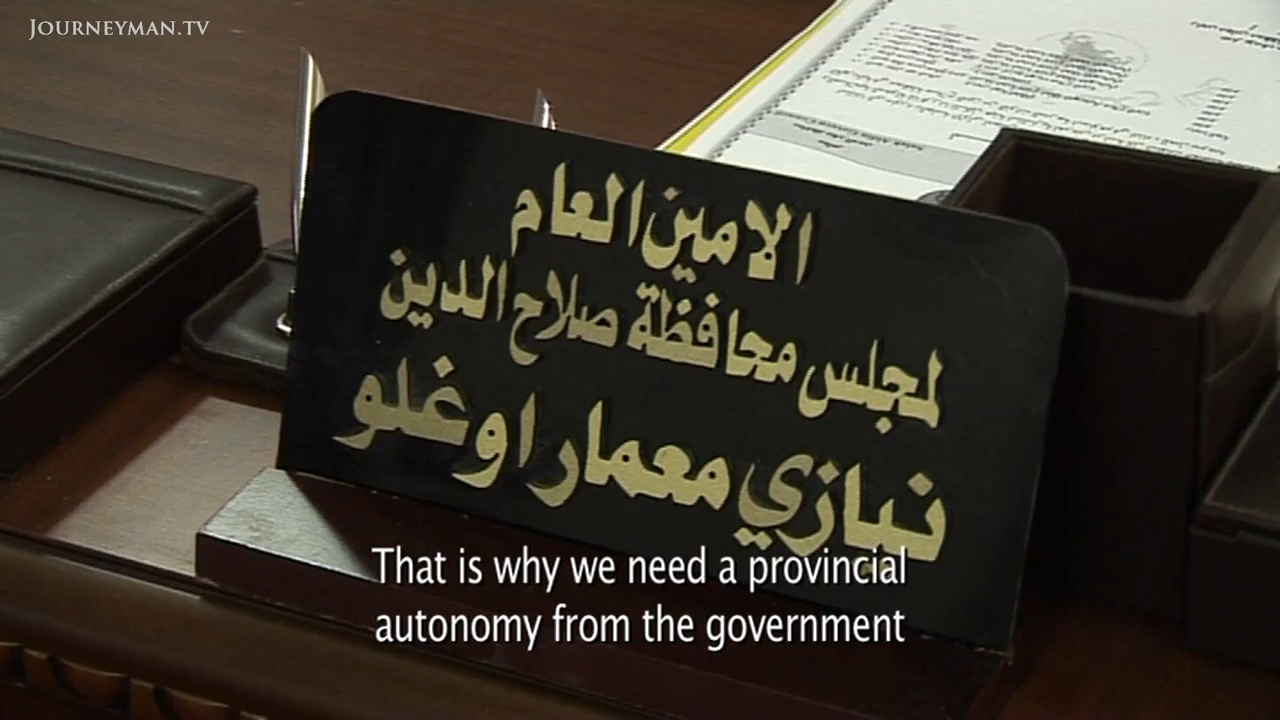 JOURNEYMAN.TV
الامين العام
لمجلس محافظة صلاح الدين
نيازي معمار اوغلو
That is why we need a provincial
autonomy from the government